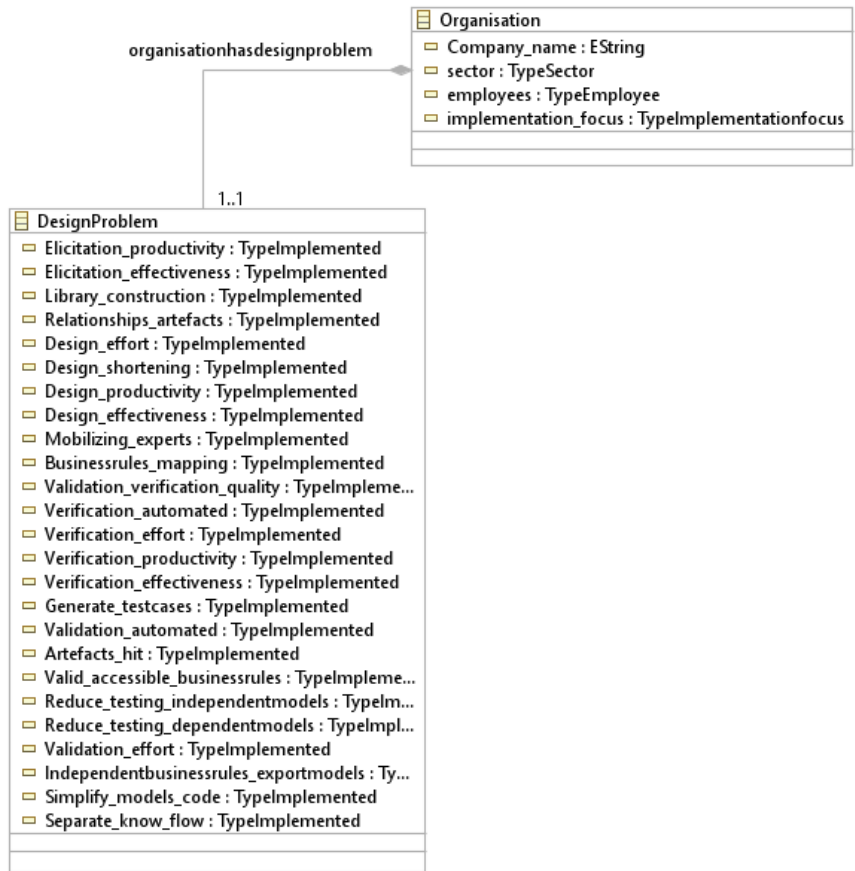 Organisation
organisationhasdesignproblem
Company_name : EString
sector : TypeSector
employees : TypeEmployee
implementation_focus : TypeImplementationfocus
1..1
DesignProblem
Elicitation_productivity : TypeImplemented
Elicitation_effectiveness : TypeImplemented
Library_construction : TypeImplemented
Relationships_artefacts : TypeImplemented
Design_effort : TypeImplemented
Design_shortening : TypeImplemented
Design_productivity : TypeImplemented
Design_effectiveness : TypeImplemented
Mobilizing_experts : TypeImplemented
Businessrules_mapping : TypeImplemented
Validation_verification_quality : TypeImpleme...
Verification_automated : TypeImplemented
Verification_effort : TypeImplemented
Verification_productivity : TypeImplemented
Verification_effectiveness : TypeImplemented
Generate_testcases : TypeImplemented
Validation_automated : TypeImplemented
Artefacts_hit : TypeImplemented
Valid_accessible_businessrules : TypeImpleme...
Reduce_testing_independentmodels : TypeIm...
Reduce_testing_dependentmodels : TypeImpl...
Validation_effort : TypeImplemented
Independentbusinessrules_exportmodels : Ty...
Simplify_models_code : TypeImplemented
Separate_know_flow : TypeImplemented